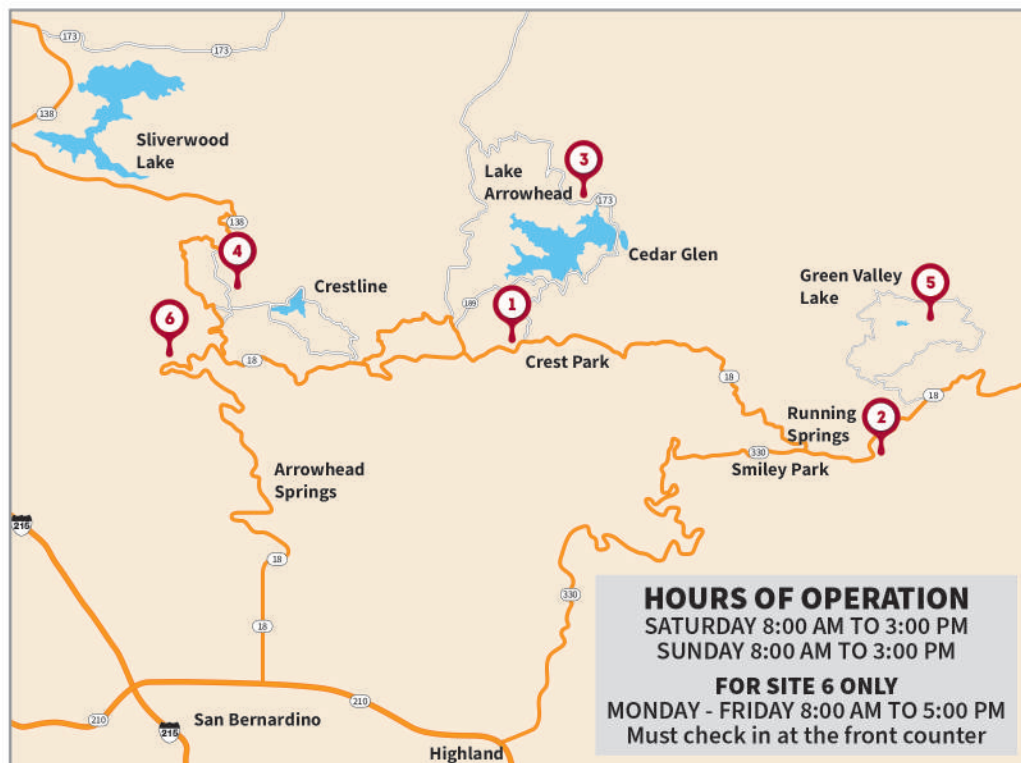 173
173
138
Sliverwood
Lake
138
4
6
Crestline
18
Lake
Arrowhead
3
173
Cedar Glen
189
1
Crest Park
Green Valley
Lake
5
18
18
Running
Springs
2
330
Smiley Park
Arrowhead
Springs
215
18
330
18
210
San Bernardino
215
210
Highland
HOURS OF OPERATION
SATURDAY 8:00 AM TO 3:00 PM
SUNDAY 8:00 AM TO 3:00 PM
FOR SITE 6 ONLY
MONDAY - FRIDAY 8:00 AM TO 5:00 PM
Must check in at the front counter